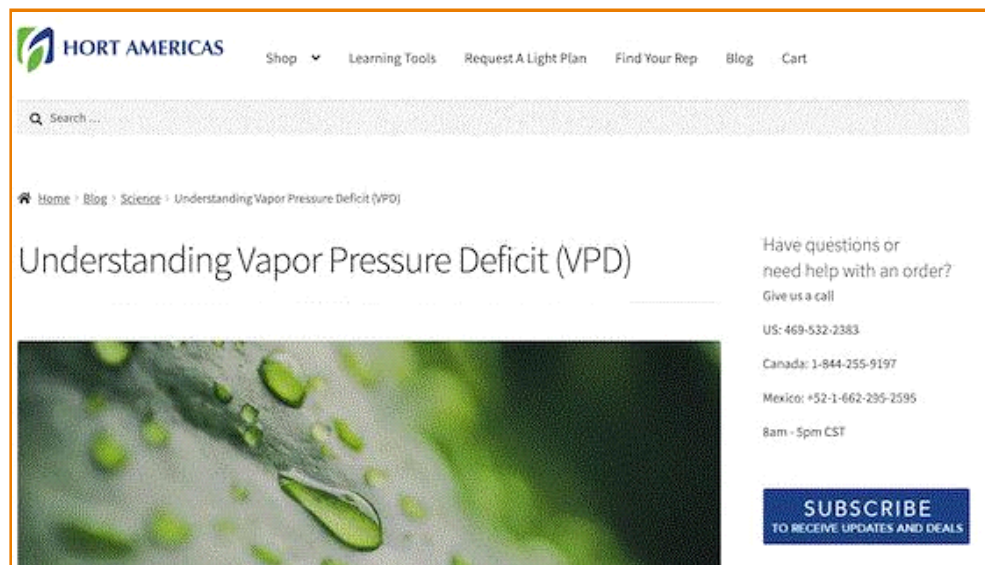 HORT AMERICAS
Shop Learning Tools Request A Light Plan Find Your Rep Blog Cart
Search ...
Home > Blog > Science > Understanding Vapor Pressure Deficit (VPD)
Understanding Vapor Pressure Deficit (VPD)
Have questions or
need help with an order?
Give us a call
US: 469-532-2383
Canada: 1-844-255-9197
Mexico: +52-1-662-295-2595
8am - 5pm CST
SUBSCRIBE
TO RECEIVE UPDATES AND DEALS